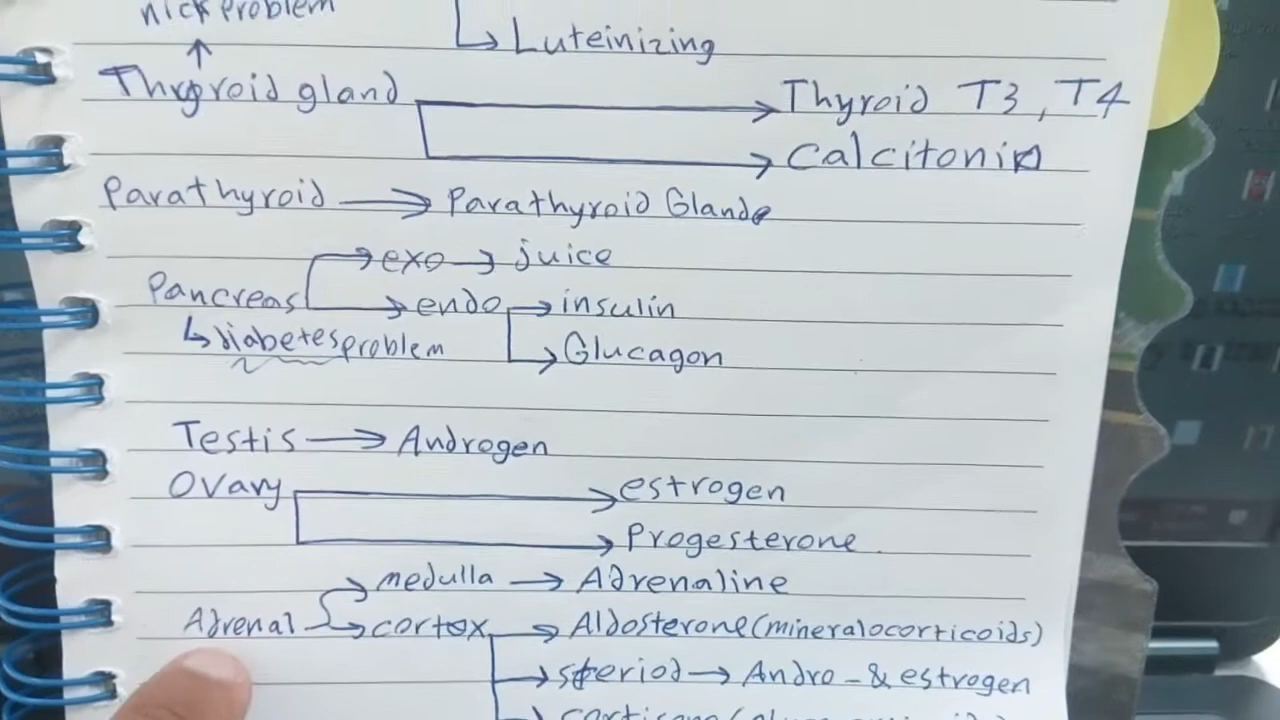 nick problem
↳ Luteinizing
Thyroid gland → Thyroid T3, T4
→ Calcitonin
Parathyroid → Parathyroid Gland
Pancreas → exo → juice
→ endo → insulin
↳ diabetes problem → Glucagon
Testis → Androgen
Ovary → estrogen
→ Progesterone
Adrenal → medulla → Adrenaline
→ cortex → Aldosterone (mineralocorticoids)
→ steriod → Andro - & estrogen